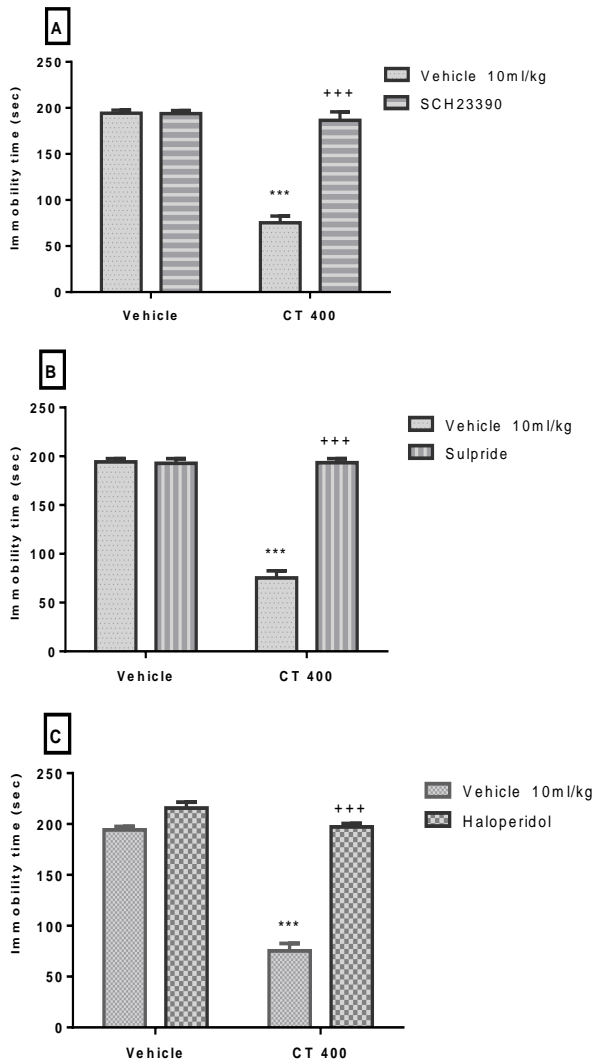 A
250
200
150
100
50
0
Immobility time (sec)
+++
***
Vehicle
CT 400
Vehicle 10ml/kg
SCH23390
B
250
200
150
100
50
0
Immobility time (sec)
+++
***
Vehicle
CT 400
Vehicle 10ml/kg
Sulpride
C
250
200
150
100
50
0
Immobility time (sec)
+++
***
Vehicle
CT 400
Vehicle 10ml/kg
Haloperidol